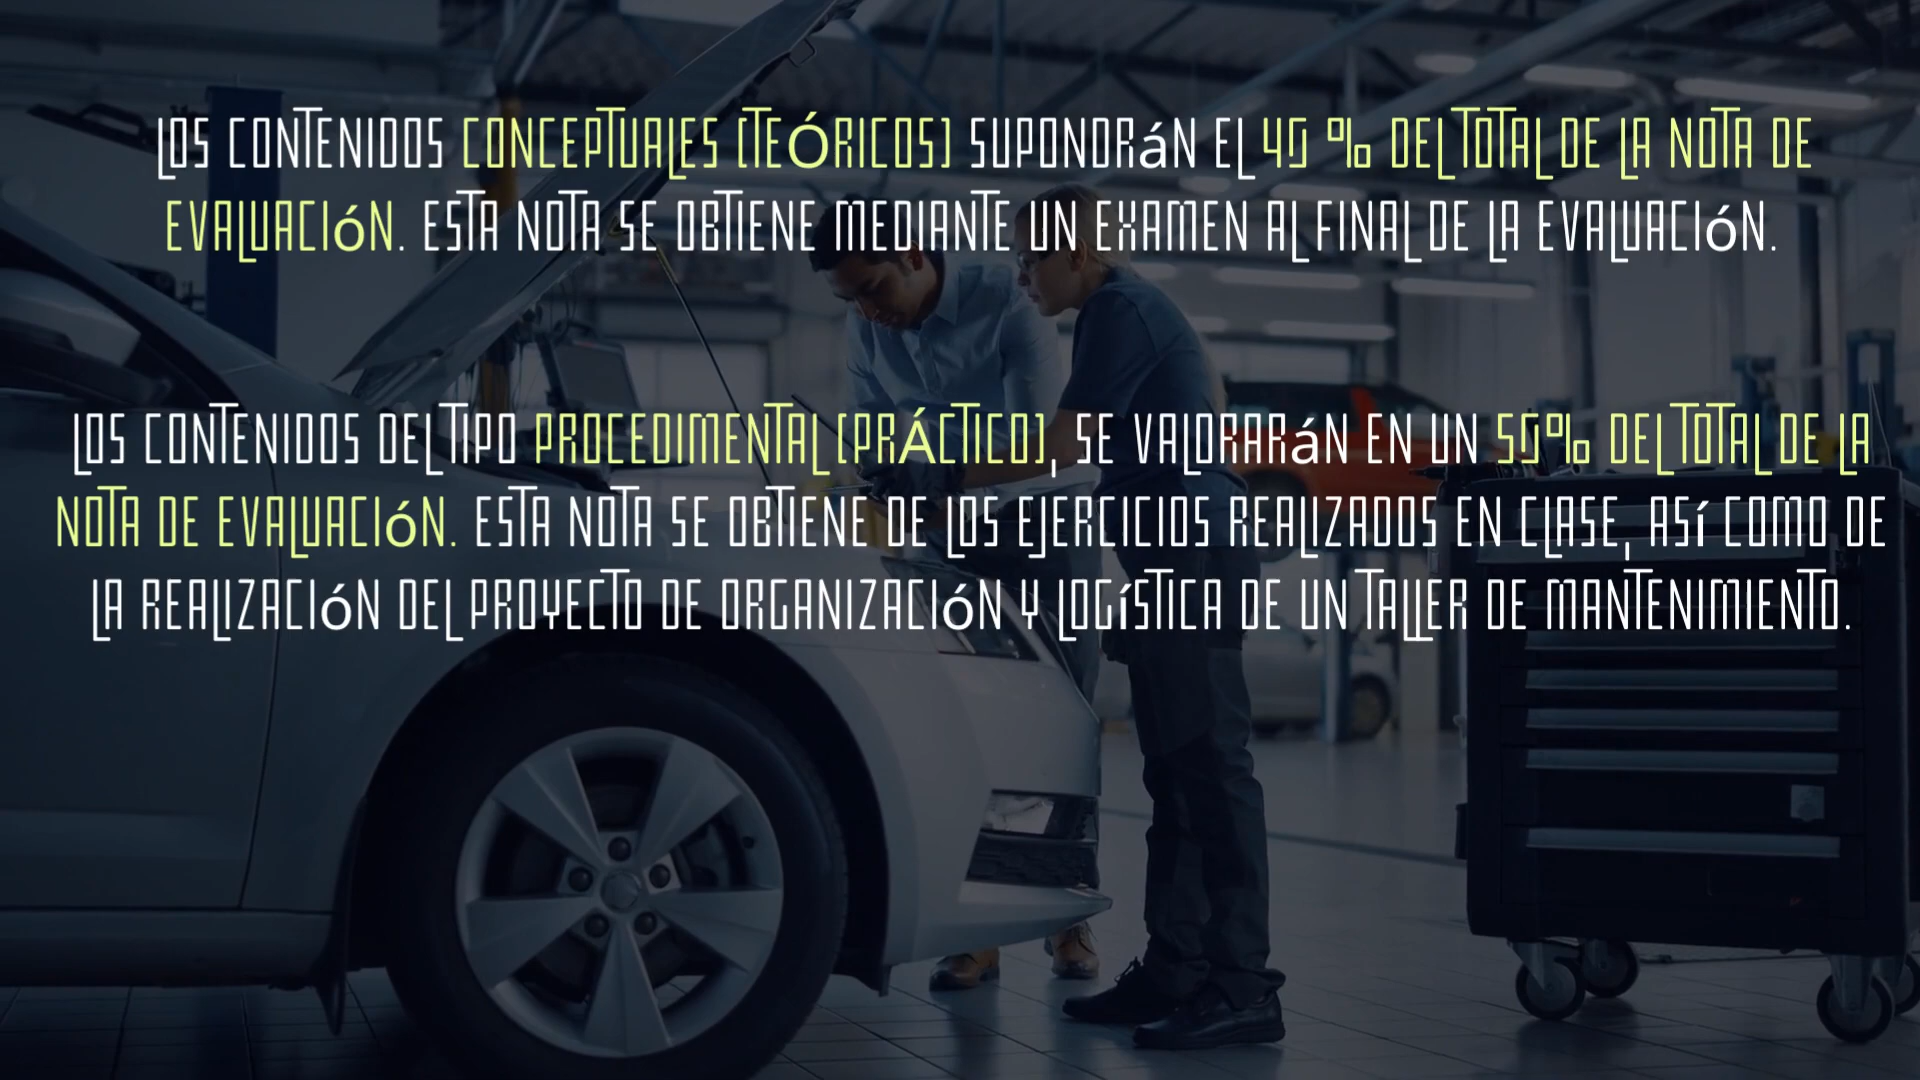 LOS CONTENIDOS CONCEPTUALES (TEÓRICOS) SUPONDRáN EL 40 % DEL TOTAL DE LA NOTA DE
EVALUACIóN. ESTA NOTA SE OBTIENE MEDIANTE UN EXAMEN AL FINAL DE LA EVALUACIóN.
LOS CONTENIDOS DEL TIPO PROCEDIMENTAL (PRÁCTICO), SE VALORARáN EN UN 50% DEL TOTAL DE LA
NOTA DE EVALUACIóN. ESTA NOTA SE OBTIENE DE LOS EJERCICIOS REALIZADOS EN CLASE, ASí COMO DE
LA REALIZACIóN DEL PROYECTO DE ORGANIZACIóN Y LOGíSTICA DE UN TALLER DE MANTENIMIENTO.